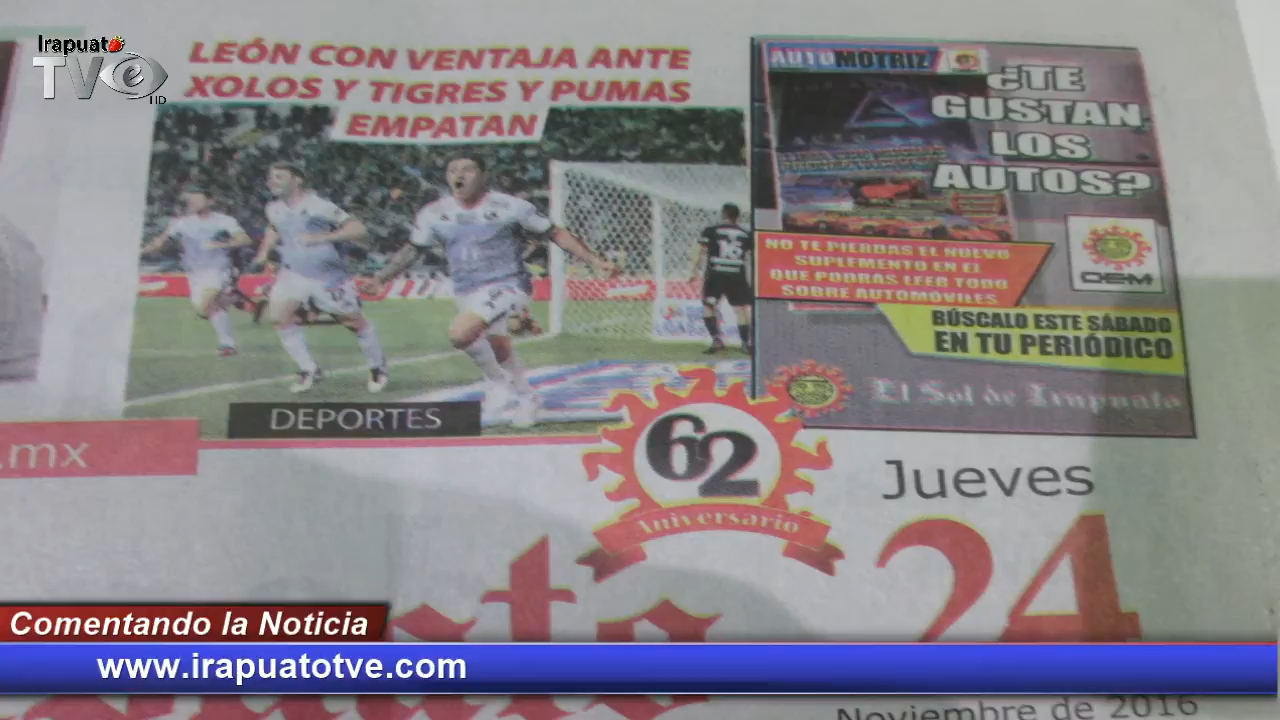 Irapuato
TVe
HD
LEÓN CON VENTAJA ANTE
XOLOS Y TIGRES Y PUMAS
EMPATAN
DEPORTES
.mx
AUTOMOTRIZ
¿TE
GUSTAN
LOS
AUTOS?
NO TE PIERDAS EL NUEVO
SUPLEMENTO EN EL
QUE PODRÁS LEER TODO
SOBRE AUTOMÓVILES
OEM
BÚSCALO ESTE SÁBADO
EN TU PERIÓDICO
El Sol de Irapuato
62
Aniversario
Jueves
24
Noviembre de 2016
Comentando la Noticia
www.irapuatotve.com